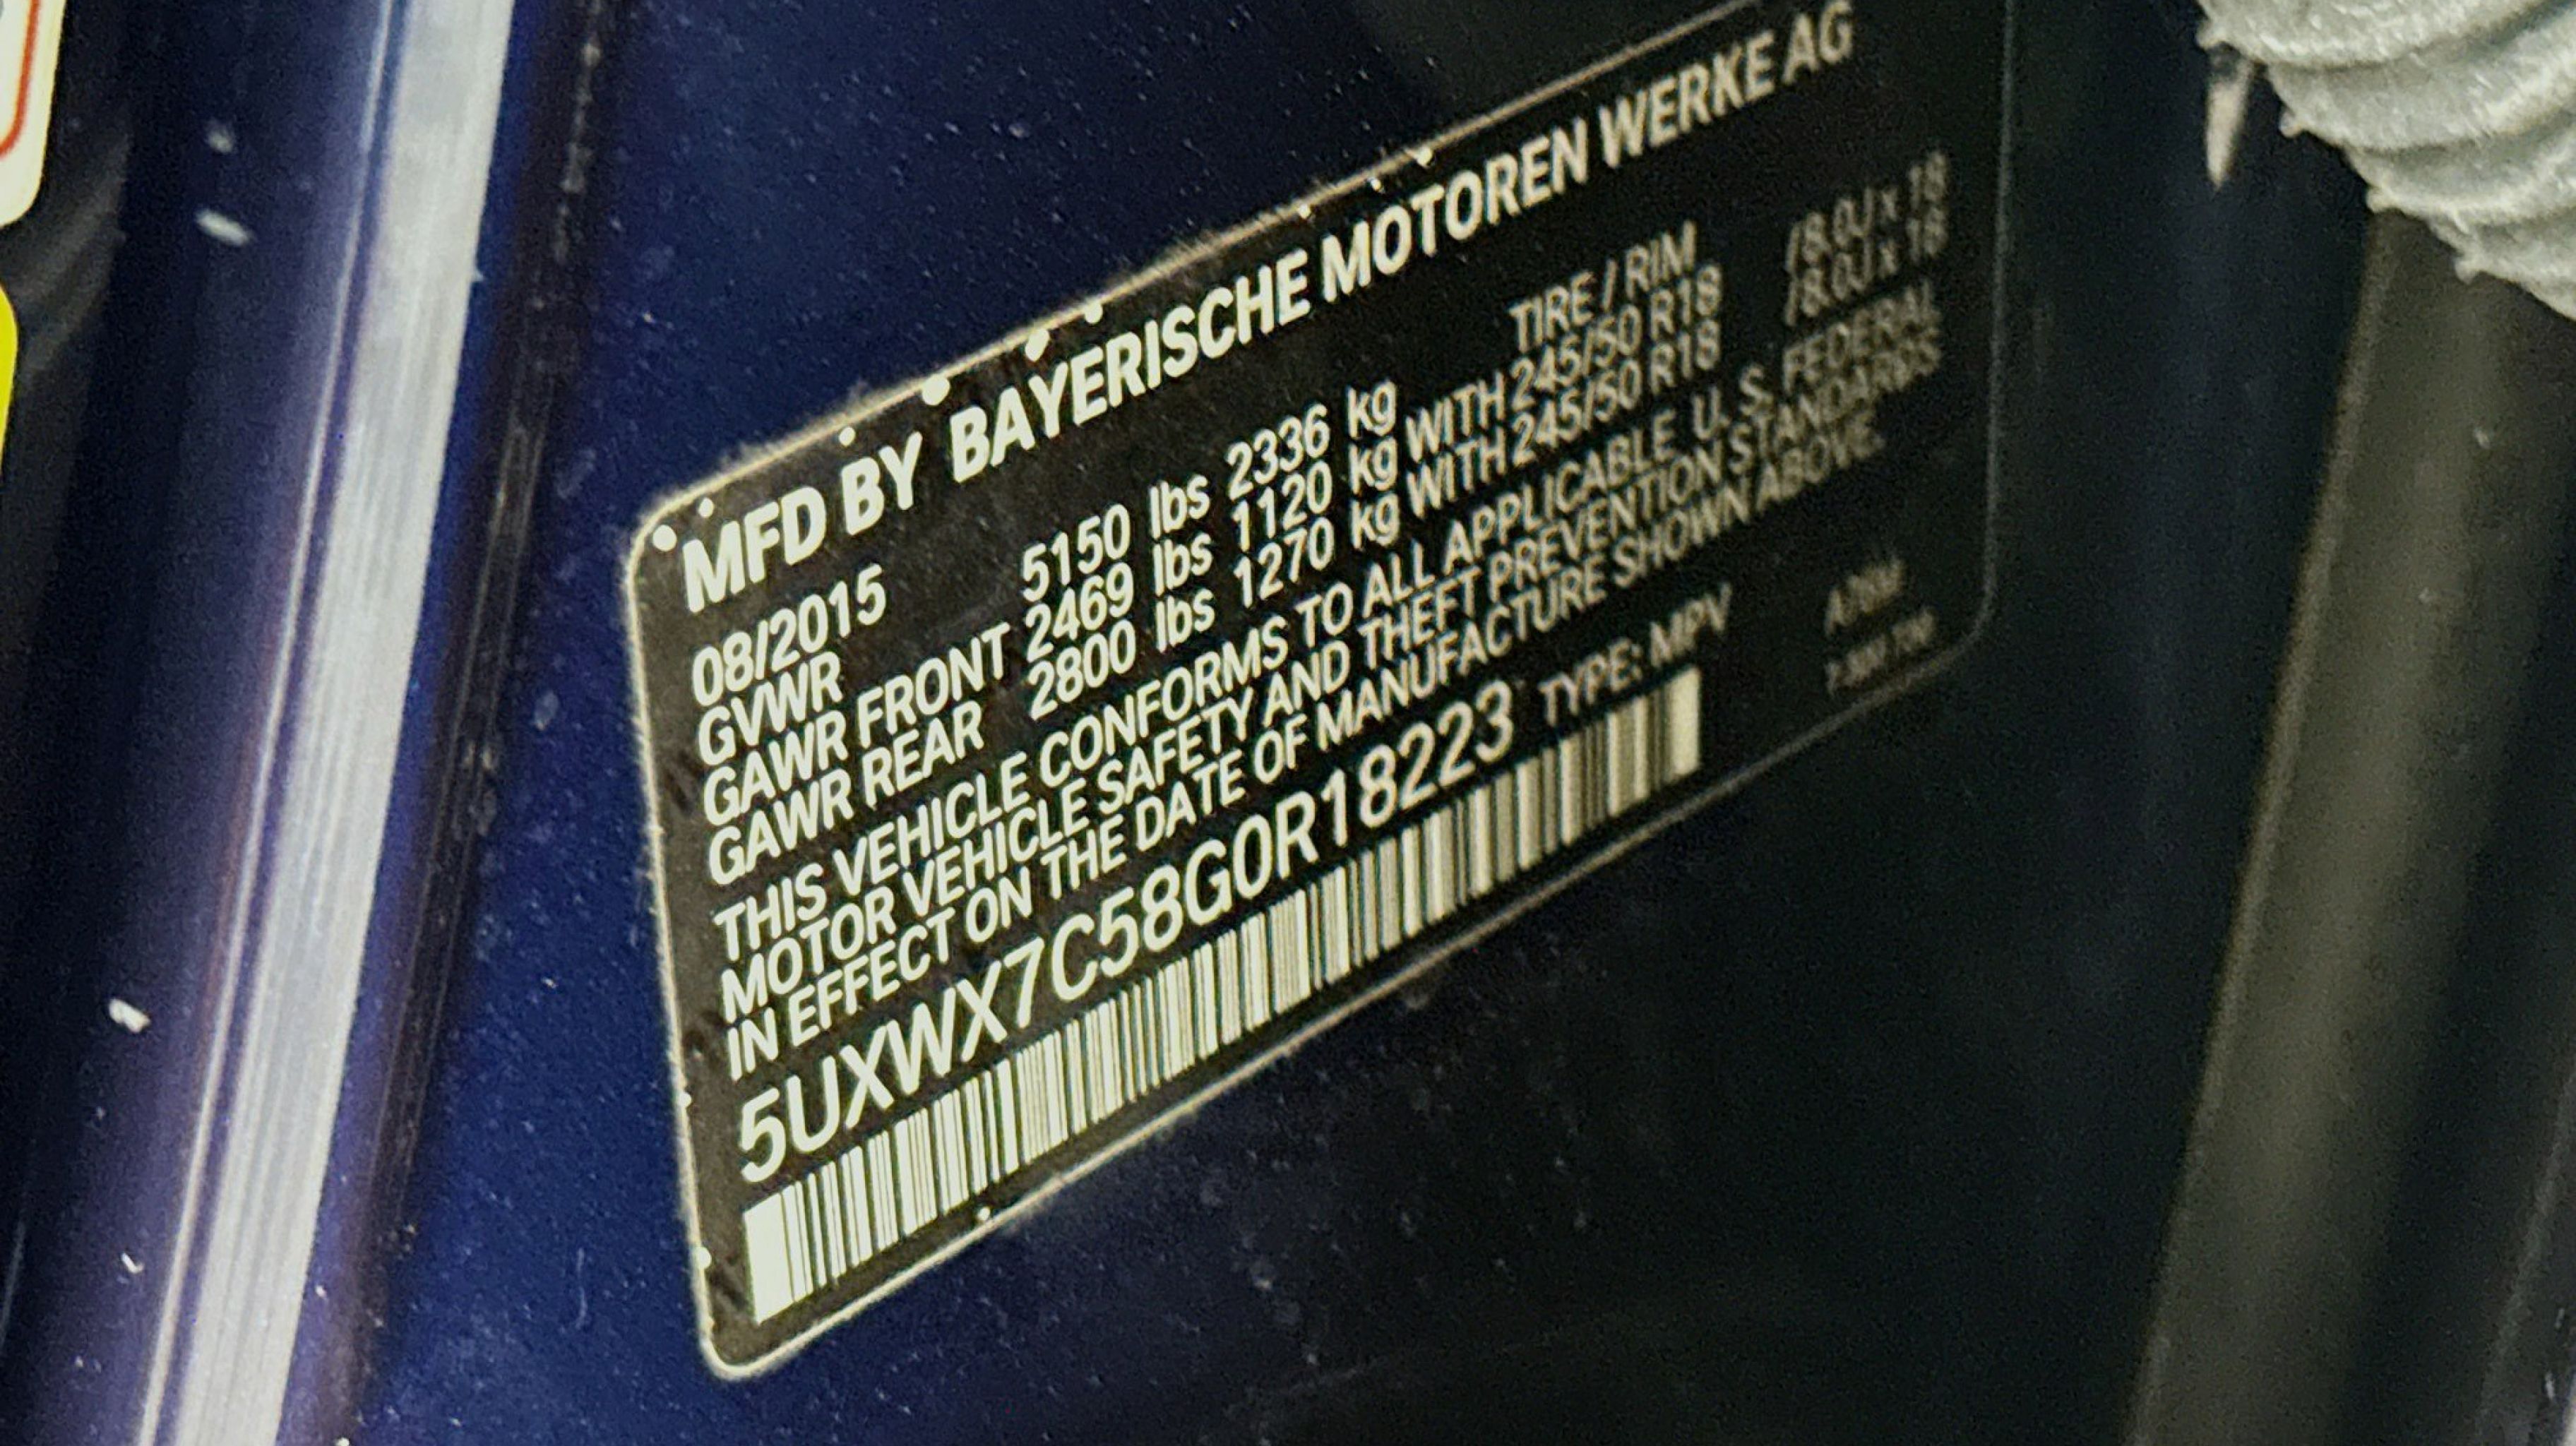 MFD BY BAYERISCHE MOTOREN WERKE AG
08/2015
TIRE / RIM
GVWR 5150 lbs 2336 kg
GAWR FRONT 2469 lbs 1120 kg WITH 245/50 R18 /8.0J x 18
GAWR REAR 2800 lbs 1270 kg WITH 245/50 R18 /8.0J x 18
THIS VEHICLE CONFORMS TO ALL APPLICABLE U. S. FEDERAL
MOTOR VEHICLE SAFETY AND THEFT PREVENTION STANDARDS
IN EFFECT ON THE DATE OF MANUFACTURE SHOWN ABOVE
5UXWX7C58G0R18223 TYPE: MPV